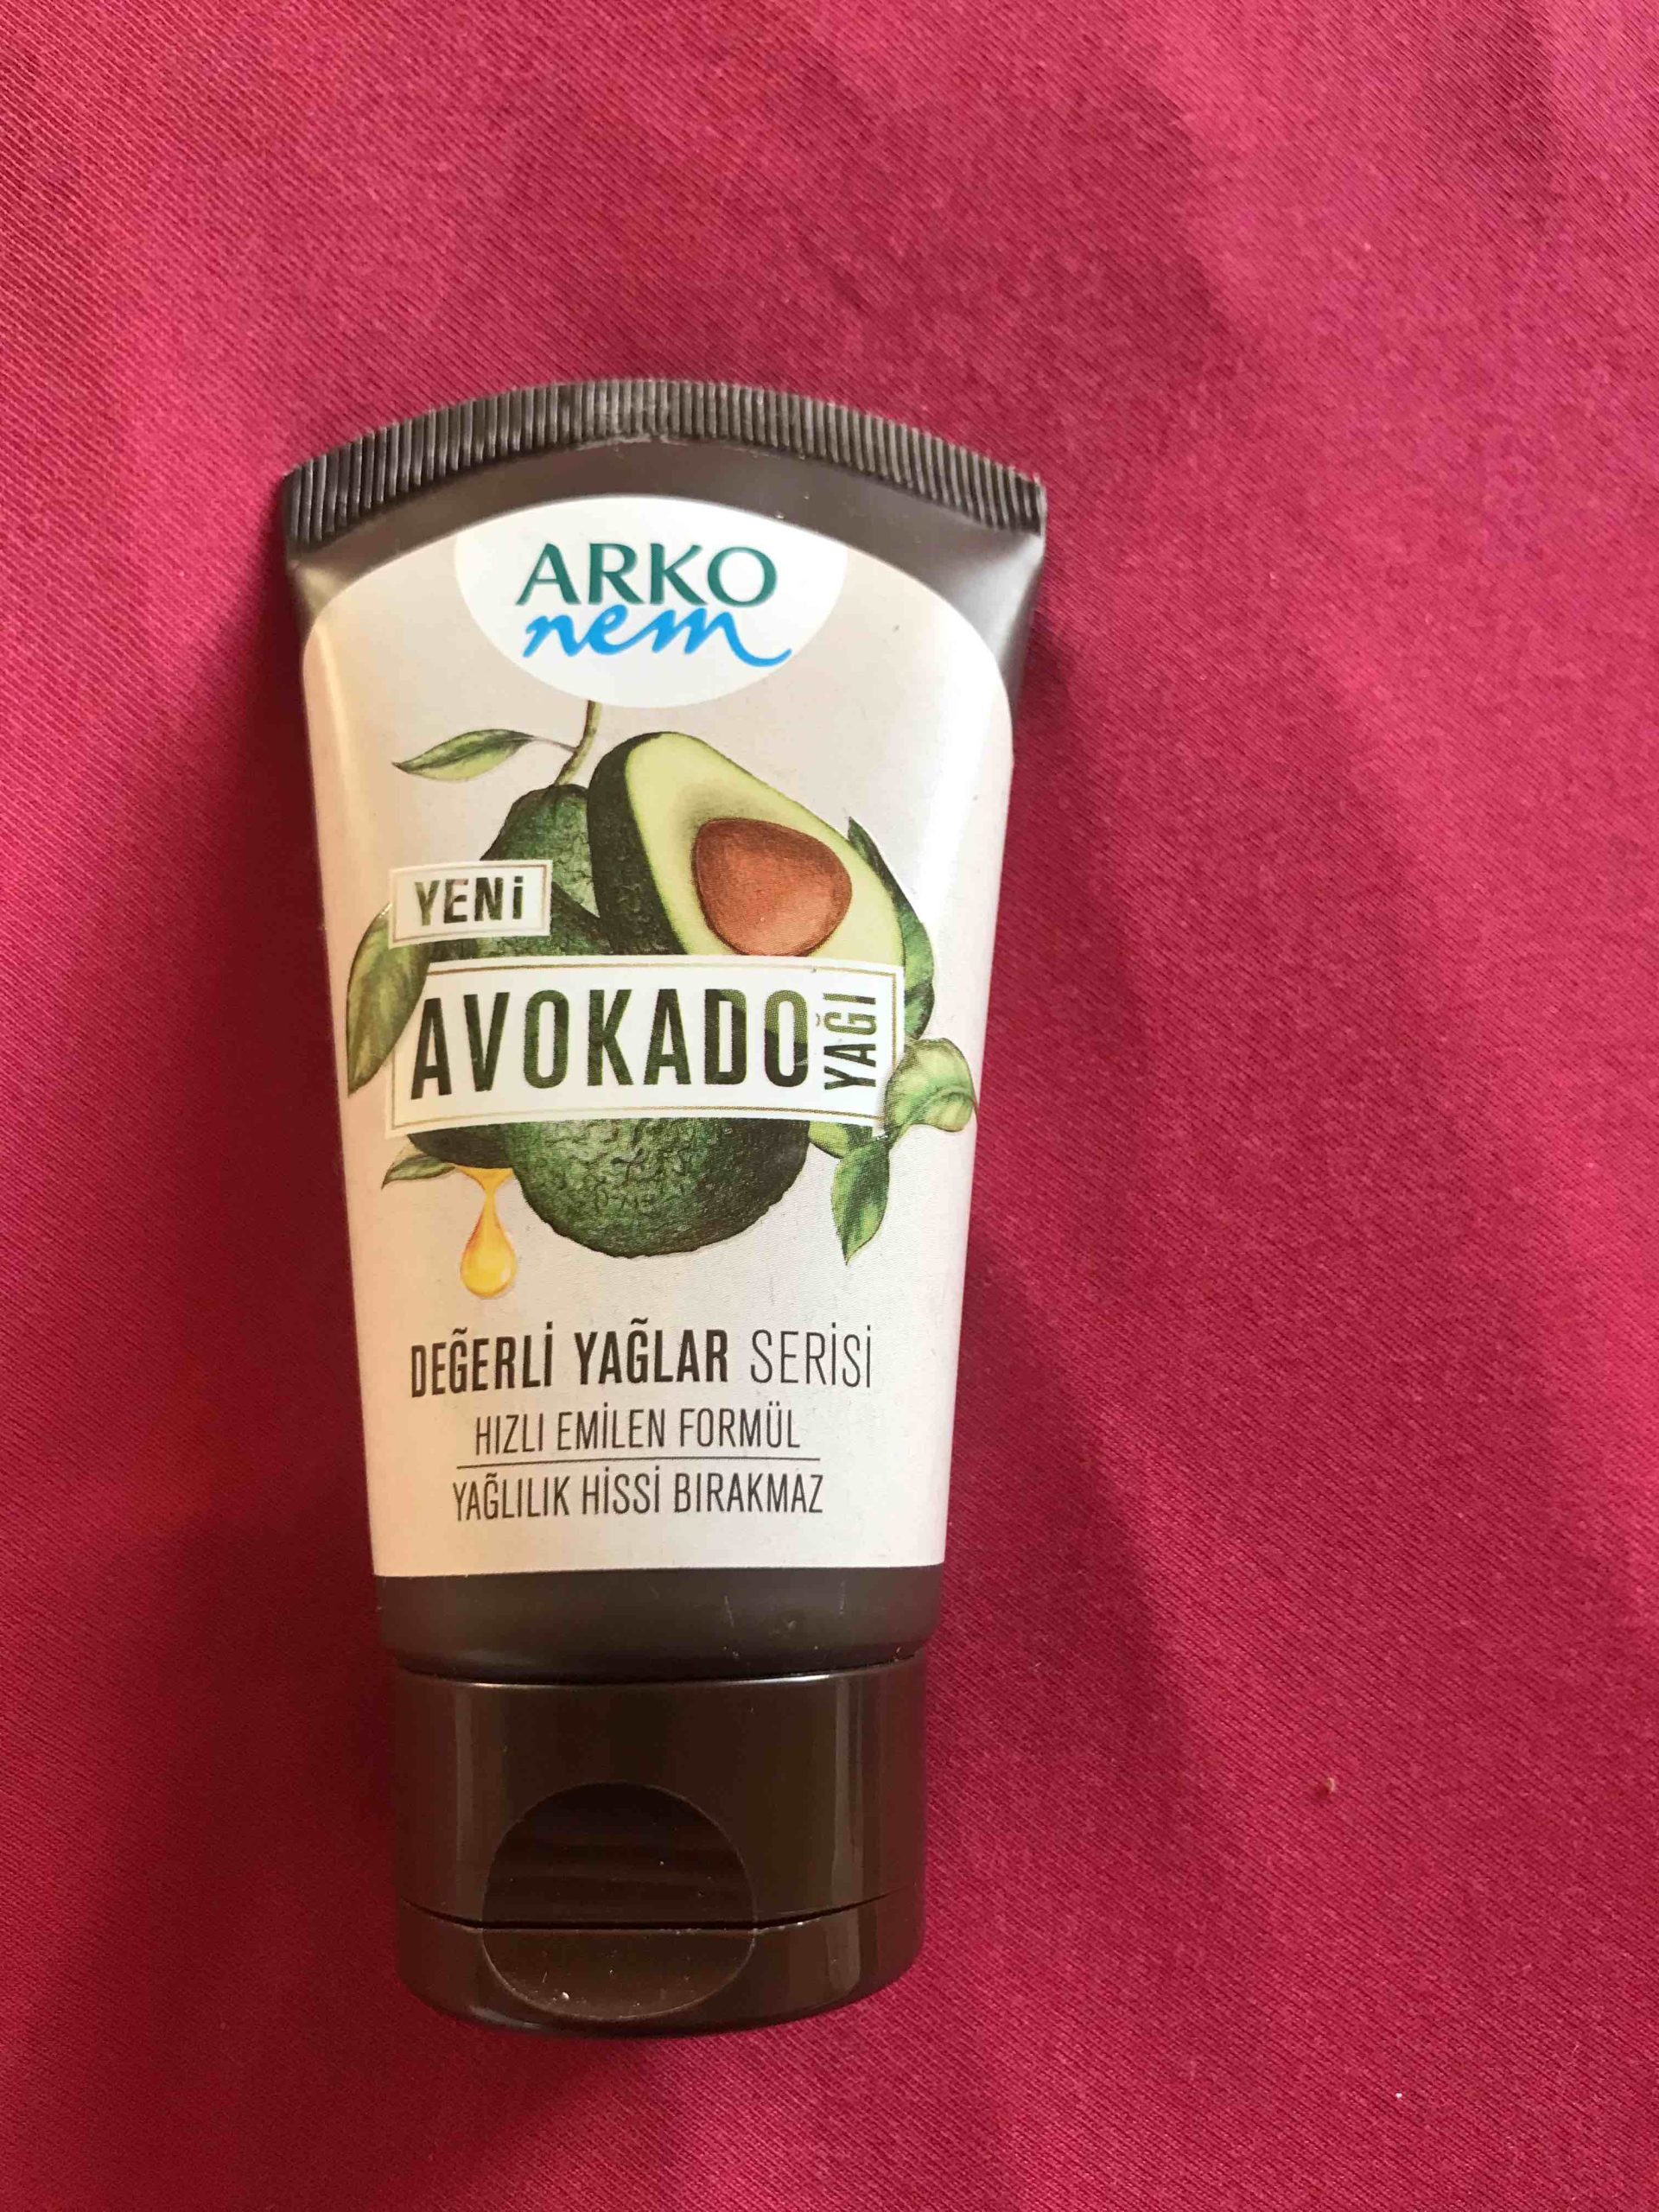 ARKO
nem
YENİ
AVOKADO
YAĞI
DEĞERLİ YAĞLAR SERİSİ
HIZLI EMİLEN FORMÜL
YAĞLILIK HİSSİ BIRAKMAZ